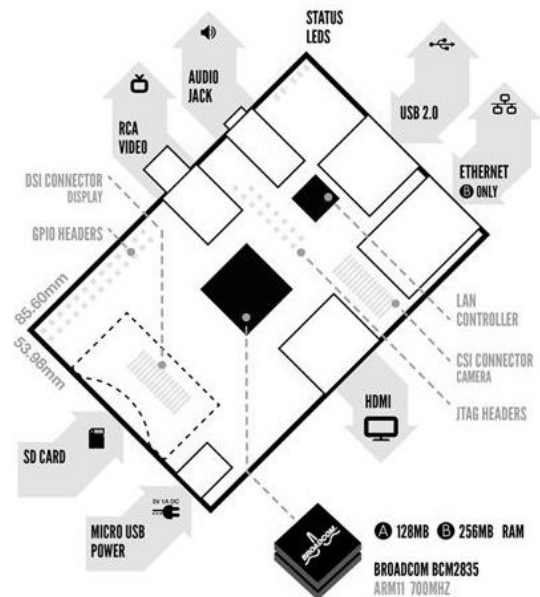 STATUS
LEDS
AUDIO
JACK
USB 2.0
RCA
VIDEO
ETHERNET
B ONLY
DSI CONNECTOR
DISPLAY
GPIO HEADERS
85.60mm
53.98mm
LAN
CONTROLLER
CSI CONNECTOR
CAMERA
JTAG HEADERS
HDMI
SD CARD
5V 1A DC
MICRO USB
POWER
BROADCOM
A 128MB B 256MB RAM
BROADCOM BCM2835
ARM11 700MHZ